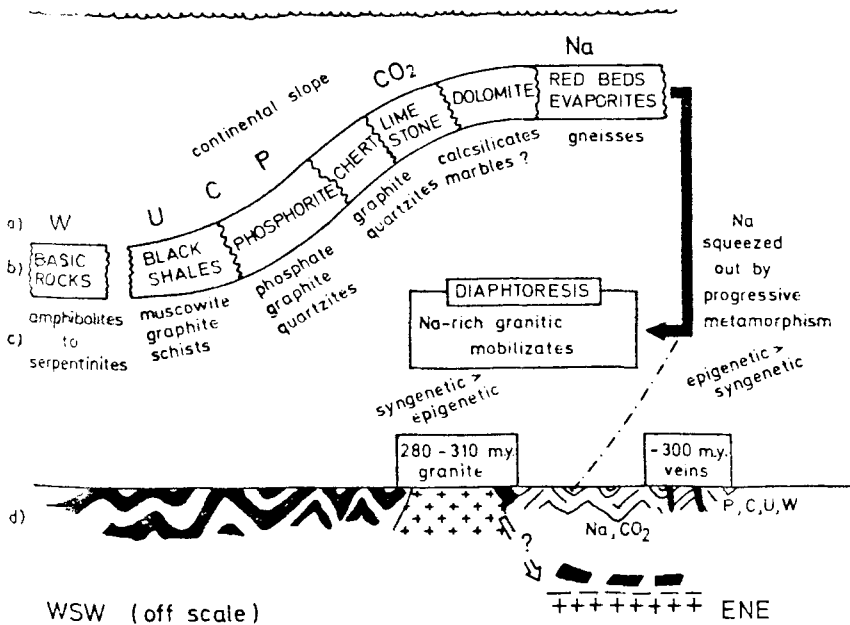 Na
CO₂
continental slope
RED BEDS
EVAPORITES
DOLOMITE
LIME
STONE
CHERT
PHOSPHORITE
P
C
U
BLACK
SHALES
a) W
b) BASIC
ROCKS
c) amphibolites
to
serpentinites
muscowite
graphite
schists
phosphate
graphite
quartzites
graphite
quartzites
calcsilicates
marbles ?
gneisses
Na
squeezed
out by
progressive
metamorphism
DIAPHTORESIS
Na-rich granitic
mobilizates
syngenetic >
epigenetic
epigenetic >
syngenetic
280 - 310 m.y.
granite
~300 m.y.
veins
d)
P, C, U, W
Na, CO₂
?
WSW (off scale)
ENE